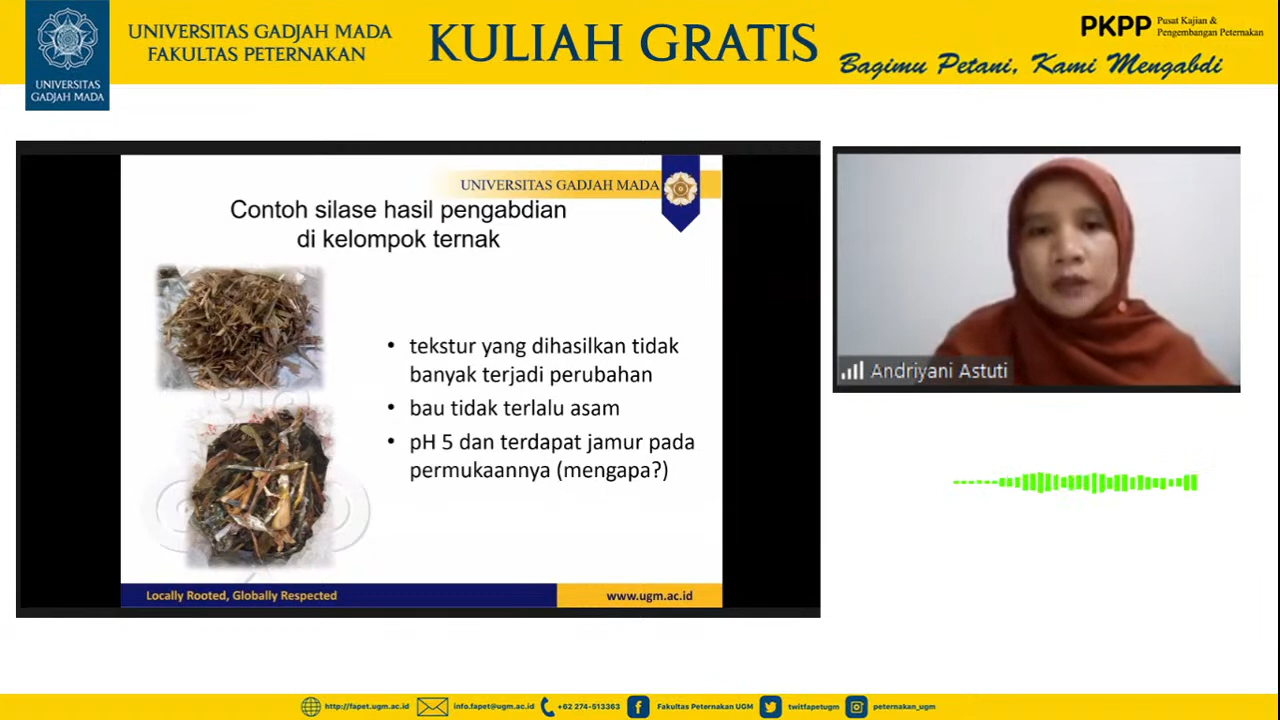 UNIVERSITAS GADJAH MADA
FAKULTAS PETERNAKAN
UNIVERSITAS
GADJAH MADA
KULIAH GRATIS
PKPP
Pusat Kajian &
Pengembangan Peternakan
Bagimu Petani, Kami Mengabdi
UNIVERSITAS GADJAH MADA
Contoh silase hasil pengabdian
di kelompok ternak
• tekstur yang dihasilkan tidak
banyak terjadi perubahan
• bau tidak terlalu asam
• pH 5 dan terdapat jamur pada
permukaannya (mengapa?)
Locally Rooted, Globally Respected
www.ugm.ac.id
Andriyani Astuti
http://fapet.ugm.ac.id
info.fapet@ugm.ac.id
+62 274-513363
Fakultas Peternakan UGM
twitfapetugm
peternakan_ugm